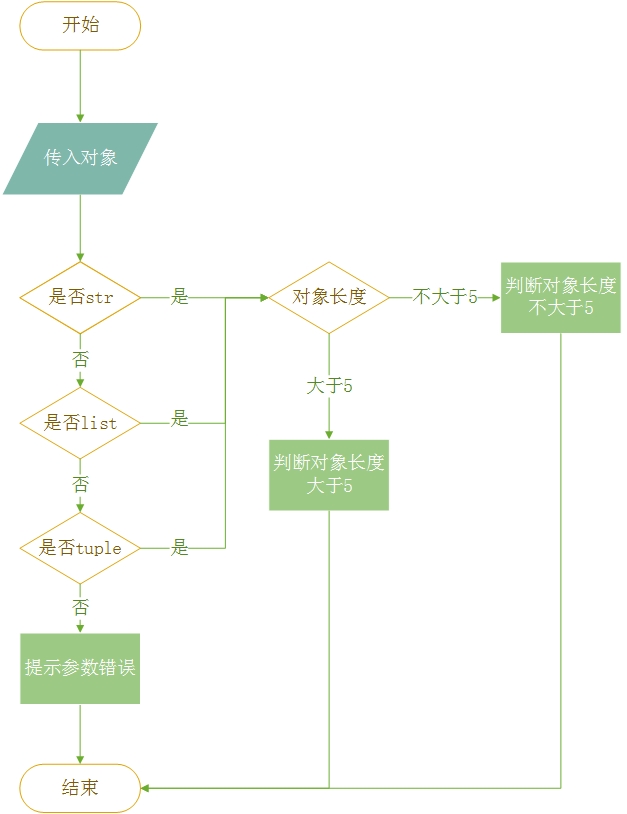 开始
传入对象
是否str
是
对象长度
不大于5
判断对象长度
不大于5
否
大于5
是否list
是
判断对象长度
大于5
否
是否tuple
是
否
提示参数错误
结束